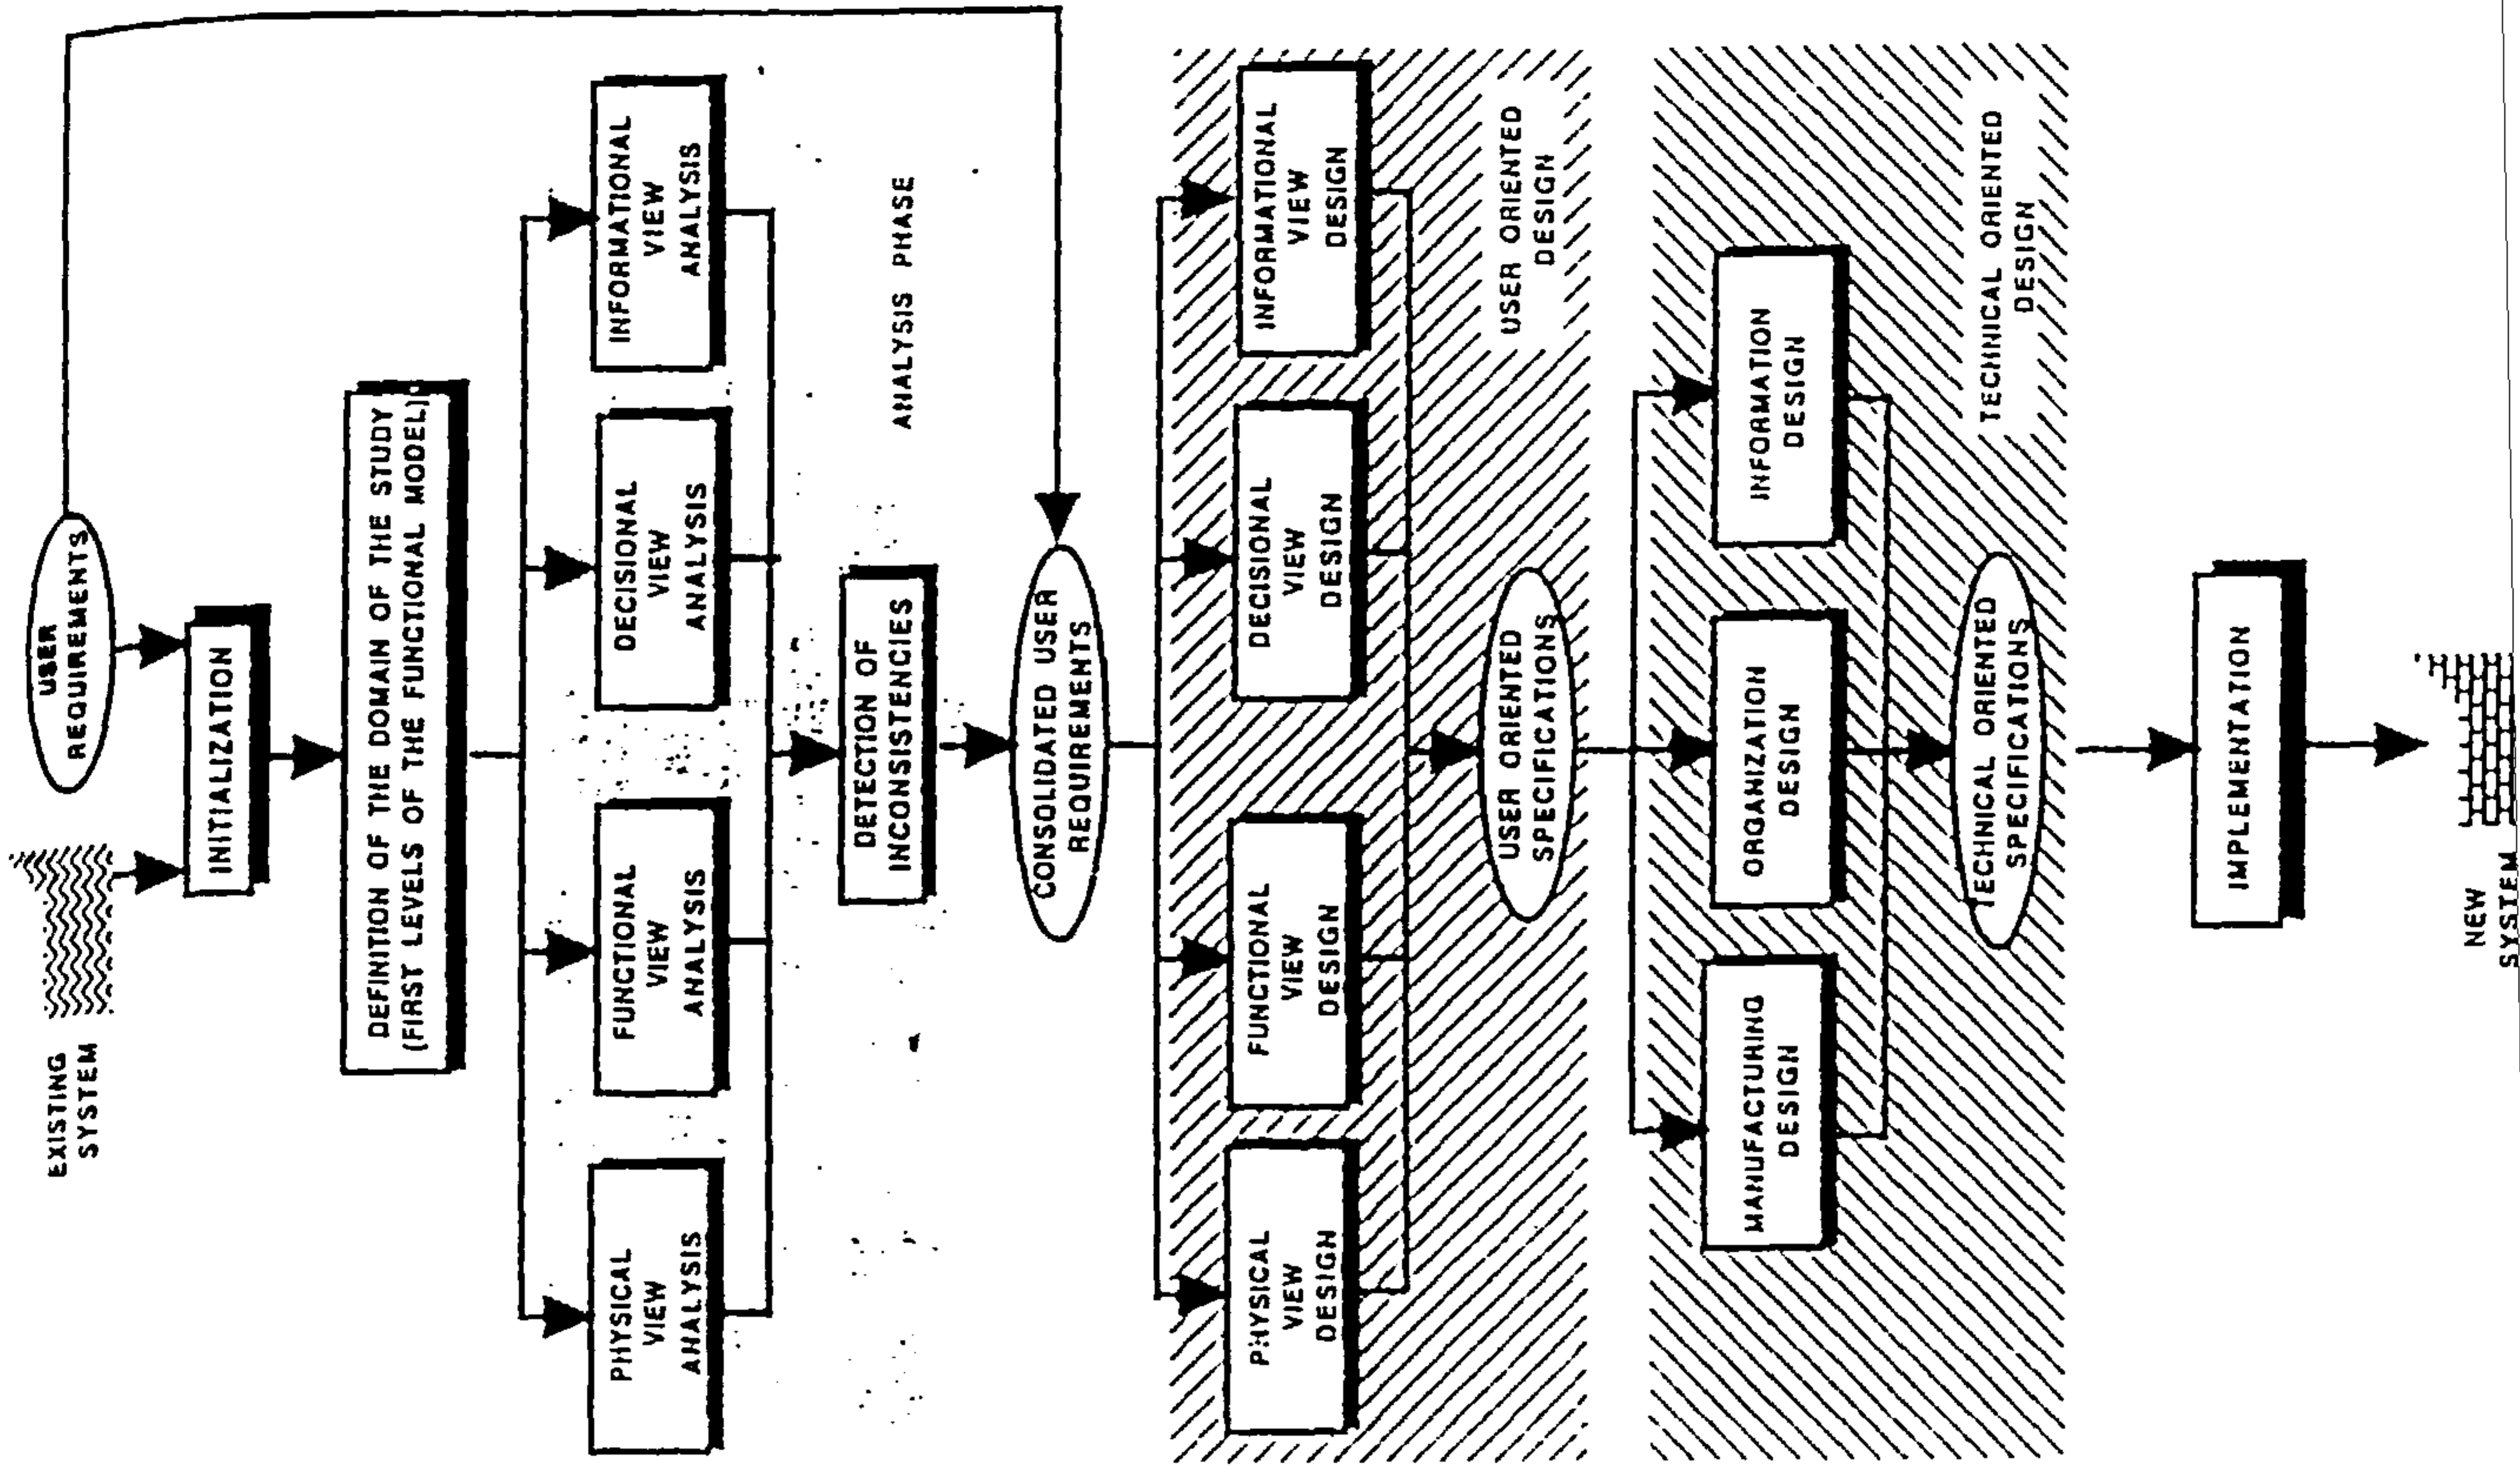 EXISTING
SYSTEM
USER
REQUIREMENTS
INITIALIZATION
DEFINITION OF THE DOMAIN OF THE STUDY
(FIRST LEVELS OF THE FUNCTIONAL MODEL)
PHYSICAL
VIEW
ANALYSIS
FUNCTIONAL
VIEW
ANALYSIS
DECISIONAL
VIEW
ANALYSIS
INFORMATIONAL
VIEW
ANALYSIS
DETECTION OF
INCONSISTENCIES
ANALYSIS PHASE
CONSOLIDATED USER
REQUIREMENTS
PHYSICAL
VIEW
DESIGN
FUNCTIONAL
VIEW
DESIGN
DECISIONAL
VIEW
DESIGN
INFORMATIONAL
VIEW
DESIGN
USER ORIENTED
SPECIFICATIONS
USER ORIENTED
DESIGN
MANUFACTURING
DESIGN
ORGANIZATION
DESIGN
INFORMATION
DESIGN
TECHNICAL ORIENTED
SPECIFICATIONS
TECHNICAL ORIENTED
DESIGN
IMPLEMENTATION
NEW
SYSTEM